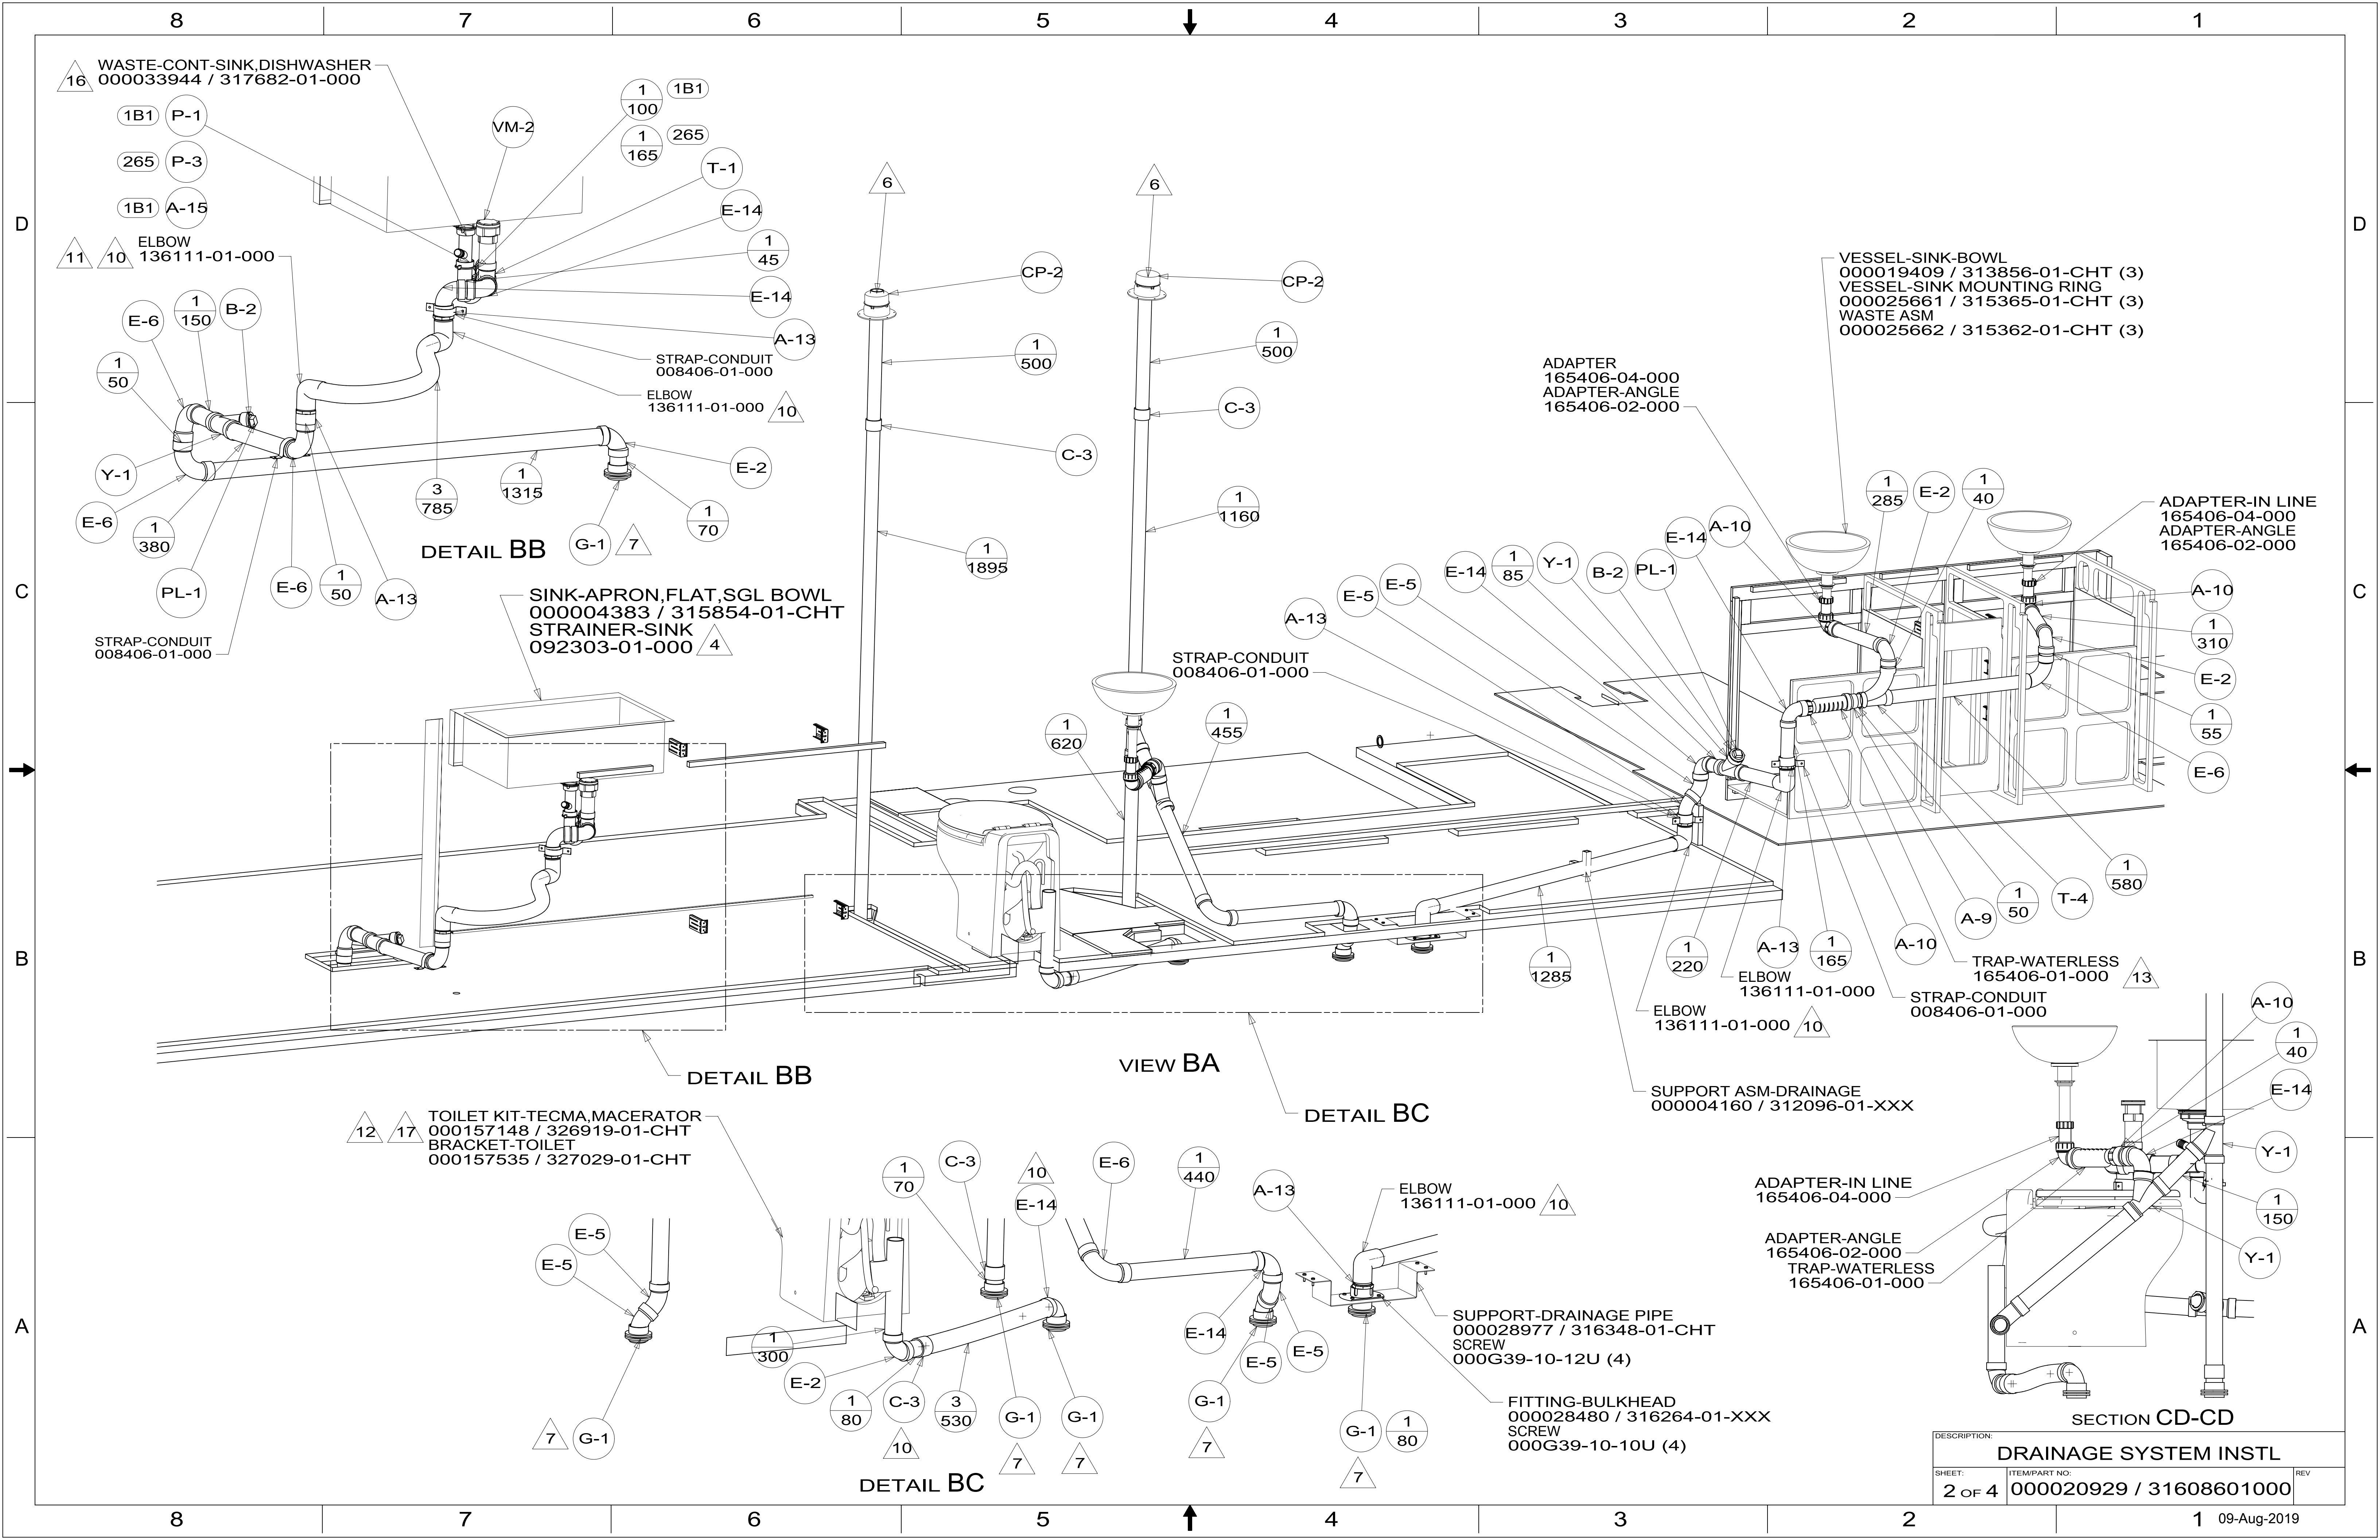 8 7 6 5 4 3 2 1
D
C
B
A
D
C
B
A
16
WASTE-CONT-SINK,DISHWASHER
000033944 / 317682-01-000
1B1 P-1
265 P-3
1B1 A-15
11 10
ELBOW
136111-01-000
VM-2
1
100
1B1
1
165
265
T-1
E-14
1
45
E-14
A-13
STRAP-CONDUIT
008406-01-000
ELBOW
136111-01-000
10
E-6
1
150
B-2
1
50
Y-1
E-6
1
380
PL-1
E-6
1
50
A-13
STRAP-CONDUIT
008406-01-000
3
785
1
1315
E-2
1
70
G-1
7
DETAIL BB
6
CP-2
1
500
C-3
1
1895
6
CP-2
1
500
C-3
1
1160
SINK-APRON,FLAT,SGL BOWL
000004383 / 315854-01-CHT
STRAINER-SINK
092303-01-000
4
VESSEL-SINK-BOWL
000019409 / 313856-01-CHT (3)
VESSEL-SINK MOUNTING RING
000025661 / 315365-01-CHT (3)
WASTE ASM
000025662 / 315362-01-CHT (3)
ADAPTER
165406-04-000
ADAPTER-ANGLE
165406-02-000
1
285
E-2
1
40
ADAPTER-IN LINE
165406-04-000
ADAPTER-ANGLE
165406-02-000
A-10
1
310
E-2
1
55
E-6
1
580
A-10
E-14
PL-1
B-2
Y-1
1
85
E-14
E-5
E-5
A-13
STRAP-CONDUIT
008406-01-000
1
620
1
455
T-4
1
50
A-9
A-10
TRAP-WATERLESS
165406-01-000
13
STRAP-CONDUIT
008406-01-000
1
165
A-13
ELBOW
136111-01-000
1
220
ELBOW
136111-01-000
10
1
1285
SUPPORT ASM-DRAINAGE
000004160 / 312096-01-XXX
DETAIL BB
VIEW BA
DETAIL BC
12 17
TOILET KIT-TECMA,MACERATOR
000157148 / 326919-01-CHT
BRACKET-TOILET
000157535 / 327029-01-CHT
E-5
E-5
7
G-1
1
300
E-2
1
80
C-3
10
3
530
1
70
C-3
10
E-14
G-1
7
G-1
7
E-6
1
440
E-14
E-5
E-5
G-1
7
A-13
ELBOW
136111-01-000
10
SUPPORT-DRAINAGE PIPE
000028977 / 316348-01-CHT
SCREW
000G39-10-12U (4)
FITTING-BULKHEAD
000028480 / 316264-01-XXX
SCREW
000G39-10-10U (4)
G-1
1
80
7
DETAIL BC
A-10
1
40
E-14
Y-1
1
150
Y-1
ADAPTER-IN LINE
165406-04-000
ADAPTER-ANGLE
165406-02-000
TRAP-WATERLESS
165406-01-000
SECTION CD-CD
DESCRIPTION:
DRAINAGE SYSTEM INSTL
SHEET:
2 OF 4
ITEM/PART NO:
000020929 / 31608601000
REV
8 7 6 5 4 3 2 1
09-Aug-2019